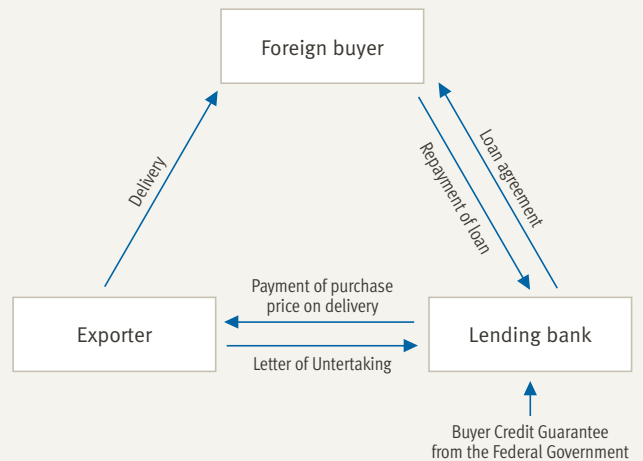 Foreign buyer
Delivery
Repayment of loan
Loan agreement
Payment of purchase
price on delivery
Exporter
Lending bank
Letter of Untertaking
Buyer Credit Guarantee
from the Federal Government